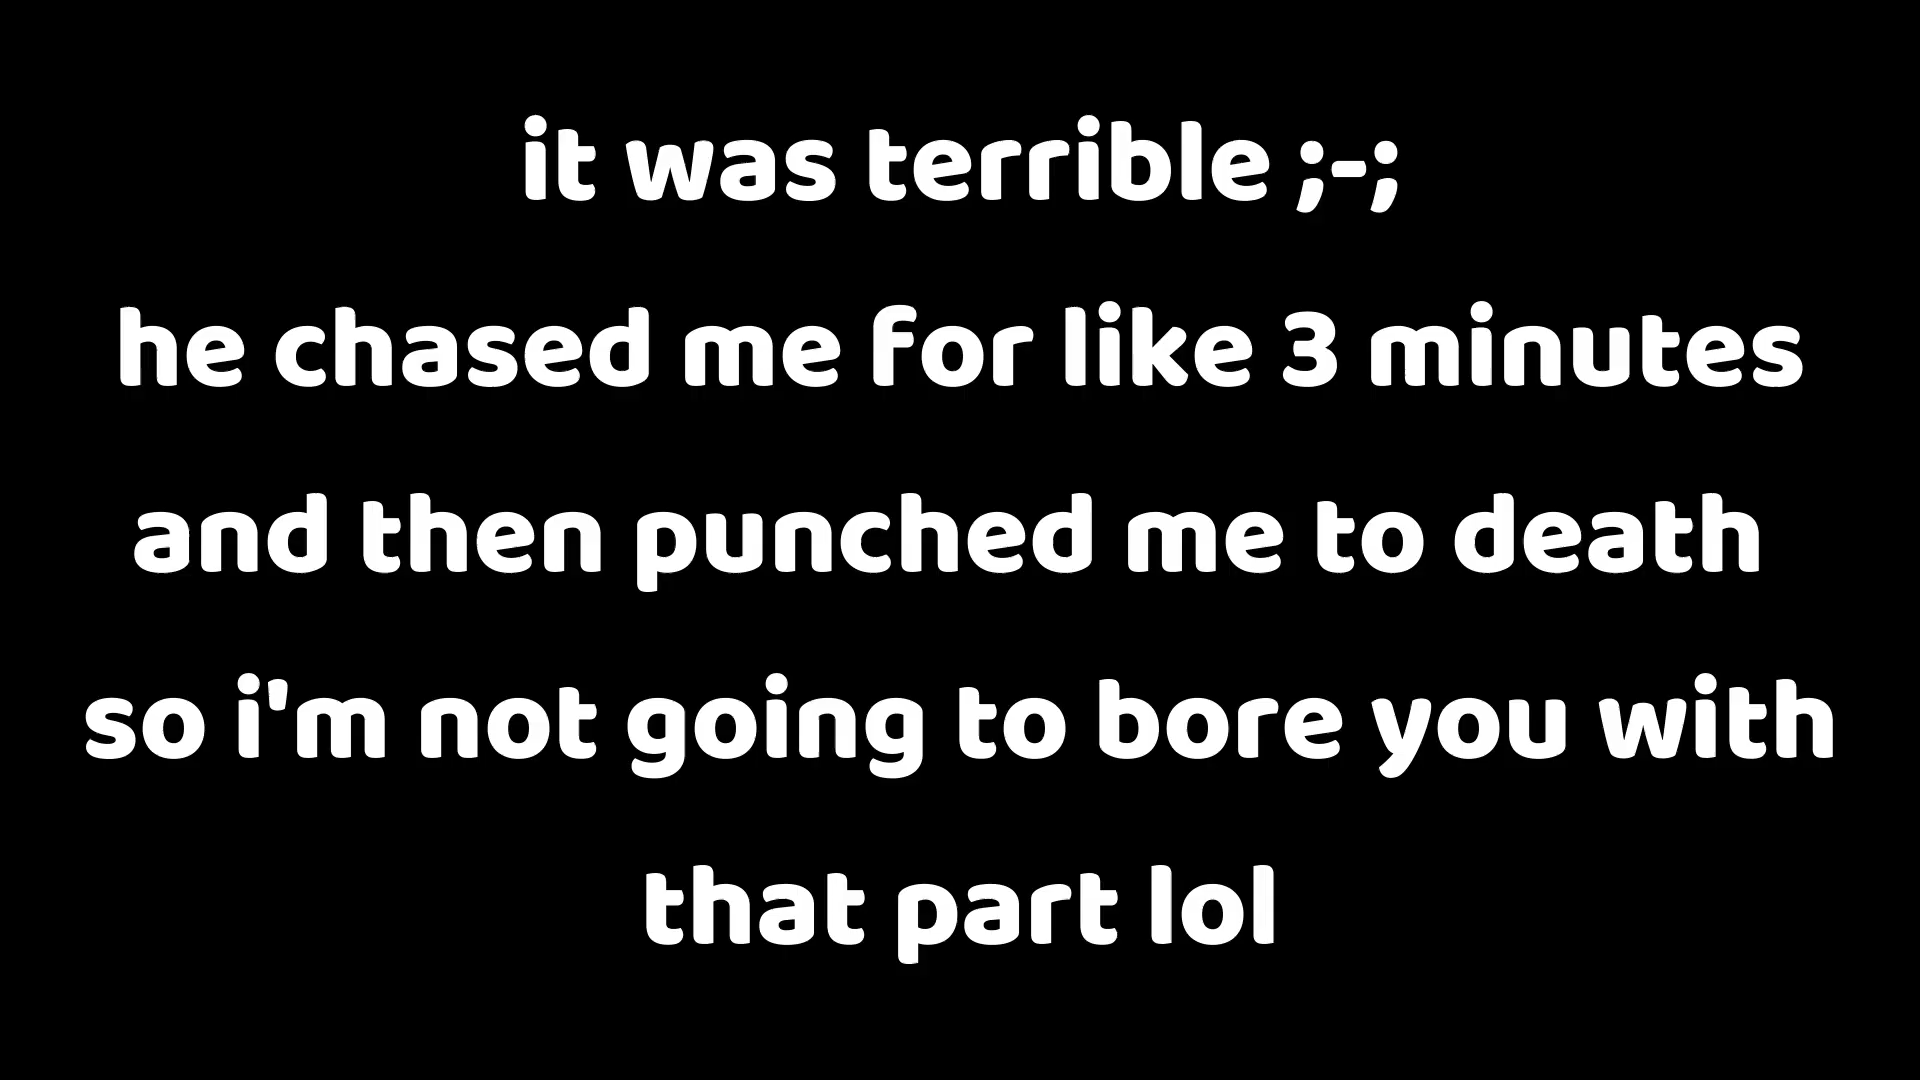 it was terrible ;-;
he chased me for like 3 minutes
and then punched me to death
so i'm not going to bore you with
that part lol